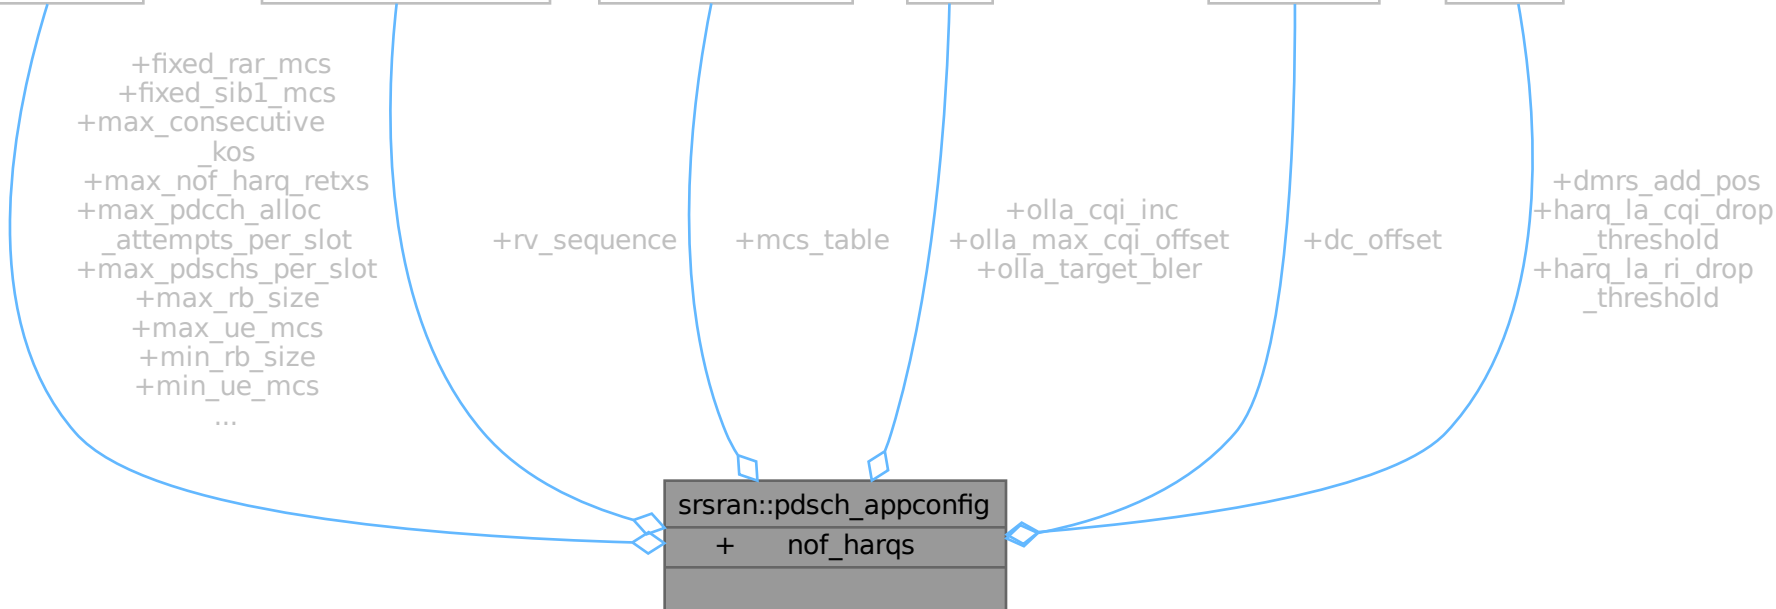 +fixed_rar_mcs
+fixed_sib1_mcs
+max_consecutive
_kos
+max_nof_harq_retxs
+max_pdcch_alloc
_attempts_per_slot
+max_pdschs_per_slot
+max_rb_size
+max_ue_mcs
+min_rb_size
+min_ue_mcs
...
+rv_sequence
+mcs_table
+olla_cqi_inc
+olla_max_cqi_offset
+olla_target_bler
+dc_offset
+dmrs_add_pos
+harq_la_cqi_drop
_threshold
+harq_la_ri_drop
_threshold
srsran::pdsch_appconfig
+ nof_harqs